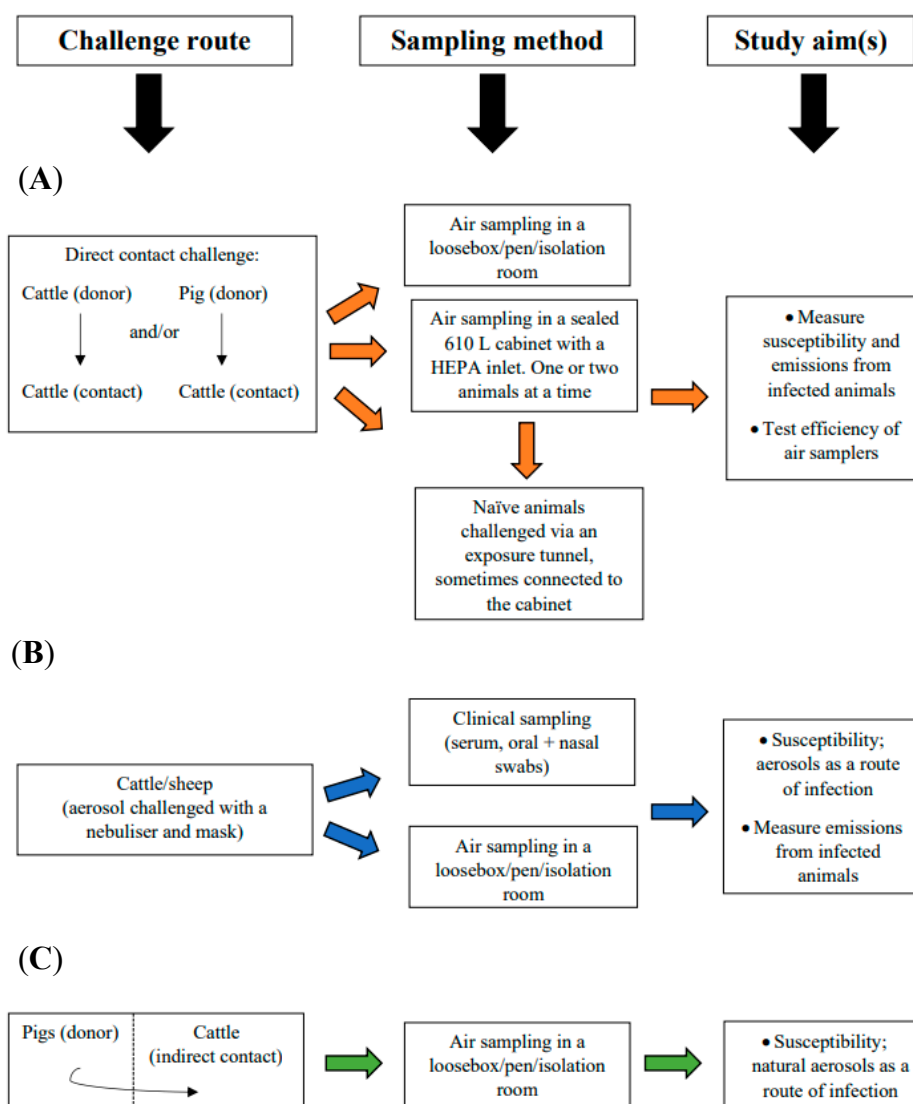 Challenge route
Sampling method
Study aim(s)
(A)
Direct contact challenge:
Cattle (donor)
Pig (donor)
and/or
Cattle (contact)
Cattle (contact)
Air sampling in a
loosebox/pen/isolation
room
Air sampling in a sealed
610 L cabinet with a
HEPA inlet. One or two
animals at a time
Naïve animals
challenged via an
exposure tunnel,
sometimes connected to
the cabinet
• Measure
susceptibility and
emissions from
infected animals
• Test efficiency of
air samplers
(B)
Cattle/sheep
(aerosol challenged with a
nebuliser and mask)
Clinical sampling
(serum, oral + nasal
swabs)
Air sampling in a
loosebox/pen/isolation
room
• Susceptibility;
aerosols as a route
of infection
• Measure emissions
from infected
animals
(C)
Pigs (donor)
Cattle
(indirect contact)
Air sampling in a
loosebox/pen/isolation
room
• Susceptibility;
natural aerosols as a
route of infection